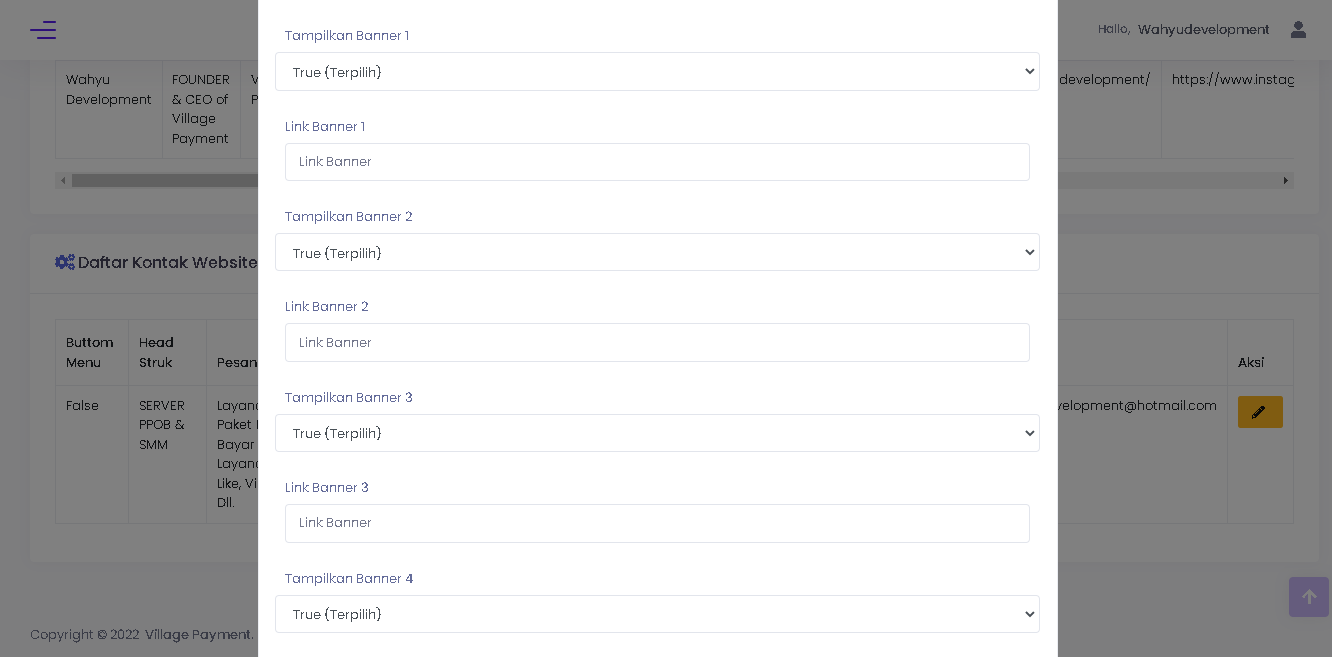 Hallo, Wahyudevelopment
Wahyu
Development
FOUNDER
& CEO of
Village
Payment
development/
Tampilkan Banner 1
True (Terpilih)
Link Banner 1
Link Banner
Tampilkan Banner 2
True (Terpilih)
Link Banner 2
Link Banner
Tampilkan Banner 3
True (Terpilih)
Link Banner 3
Link Banner
Tampilkan Banner 4
True (Terpilih)
https://www.instag
Daftar Kontak Website
Buttom
Menu
Head
Struk
Pesan
Aksi
False
SERVER
PPOB &
SMM
Layan
Paket
Bayar
Layan
Like, Vi
Dll.
velopment@hotmail.com
Copyright © 2022 Village Payment.